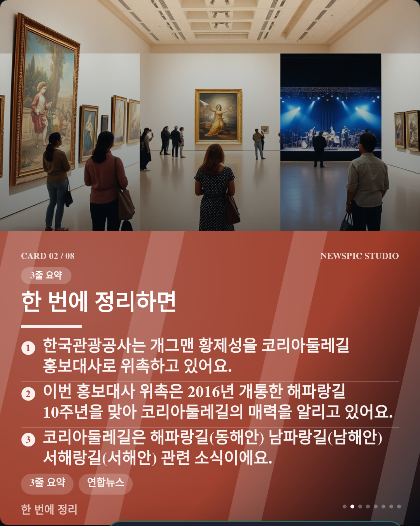 CARD 02 / 08
NEWSPIC STUDIO
3줄 요약
한 번에 정리하면
1 한국관광공사는 개그맨 황제성을 코리아둘레길
홍보대사로 위촉하고 있어요.
2 이번 홍보대사 위촉은 2016년 개통한 해파랑길
10주년을 맞아 코리아둘레길의 매력을 알리고 있어요.
3 코리아둘레길은 해파랑길(동해안) 남파랑길(남해안)
서해랑길(서해안) 관련 소식이에요.
3줄 요약
연합뉴스
한 번에 정리